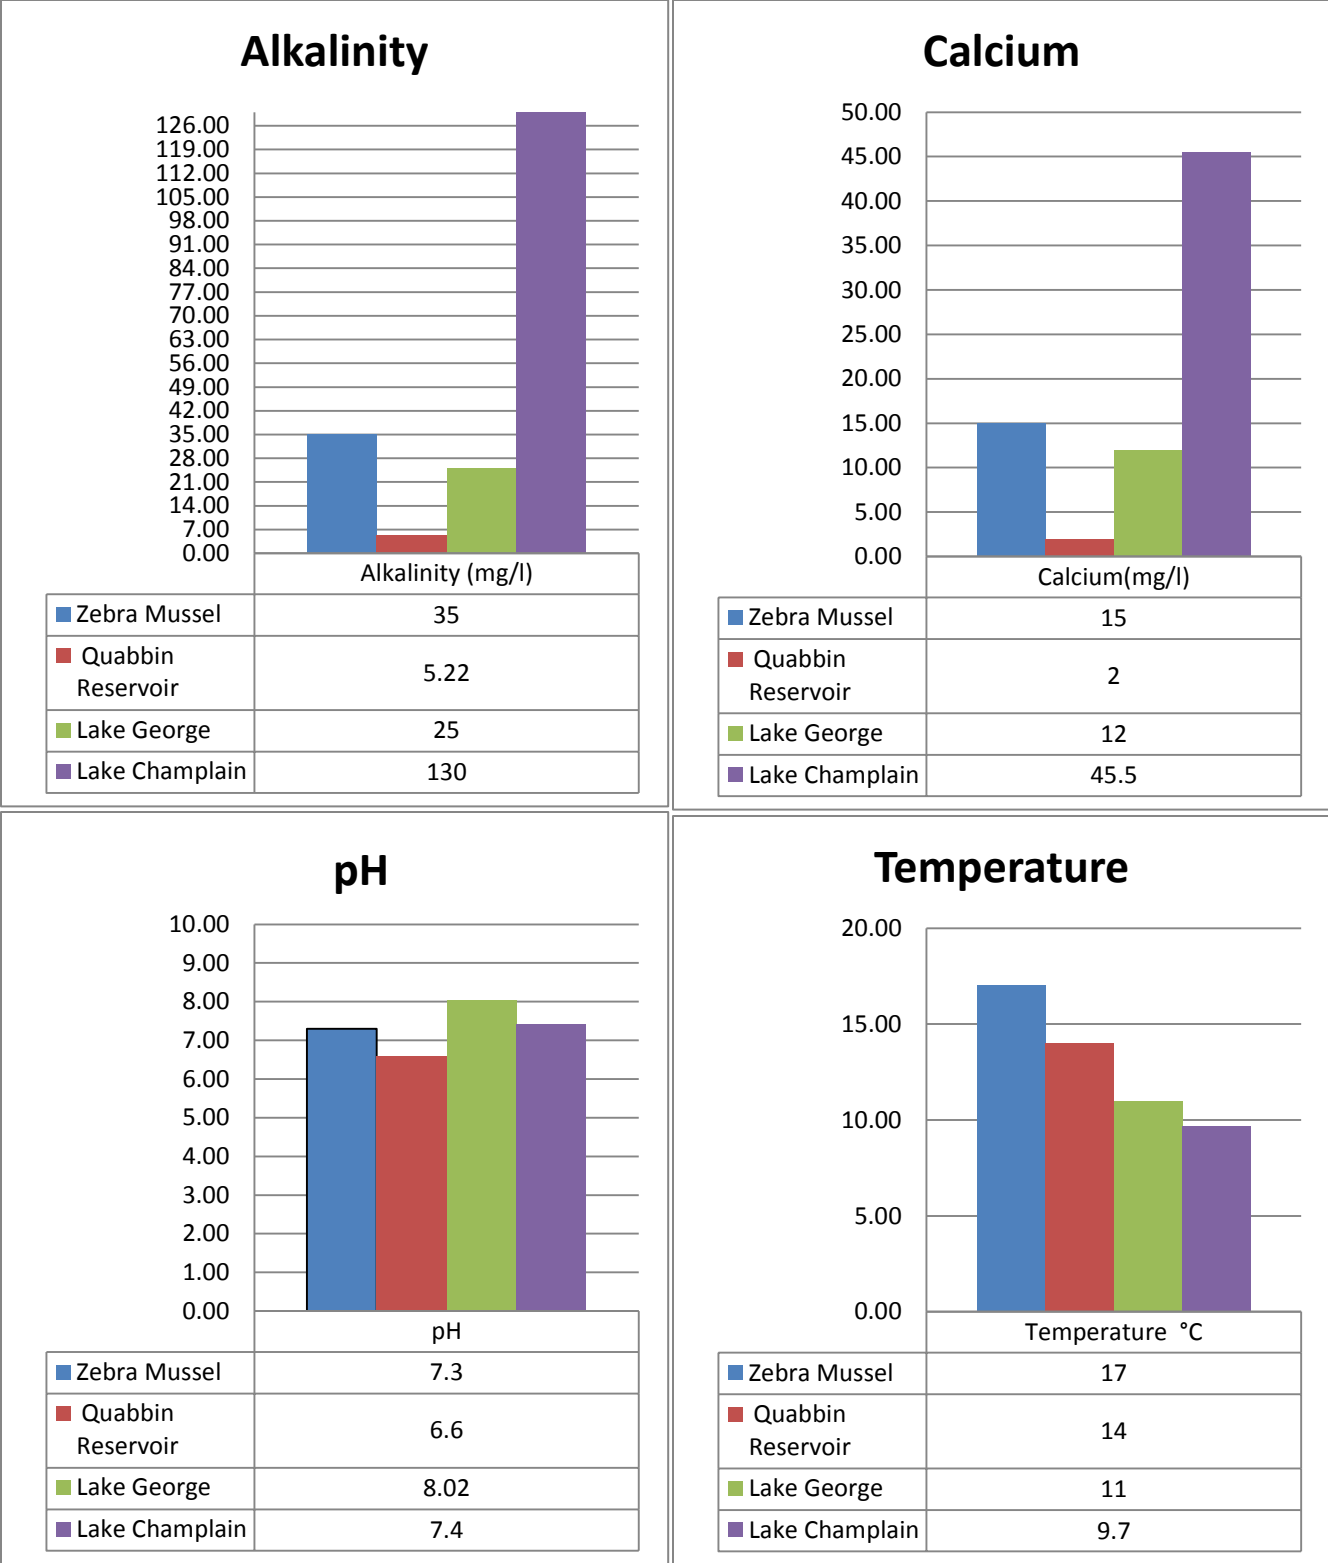 Alkalinity
126.00
119.00
112.00
105.00
98.00
91.00
84.00
77.00
70.00
63.00
56.00
49.00
42.00
35.00
28.00
21.00
14.00
7.00
0.00
Alkalinity (mg/l)
Zebra Mussel 35
Quabbin
Reservoir 5.22
Lake George 25
Lake Champlain 130
Calcium
50.00
45.00
40.00
35.00
30.00
25.00
20.00
15.00
10.00
5.00
0.00
Calcium(mg/l)
Zebra Mussel 15
Quabbin
Reservoir 2
Lake George 12
Lake Champlain 45.5
pH
10.00
9.00
8.00
7.00
6.00
5.00
4.00
3.00
2.00
1.00
0.00
pH
Zebra Mussel 7.3
Quabbin
Reservoir 6.6
Lake George 8.02
Lake Champlain 7.4
Temperature
20.00
15.00
10.00
5.00
0.00
Temperature °C
Zebra Mussel 17
Quabbin
Reservoir 14
Lake George 11
Lake Champlain 9.7